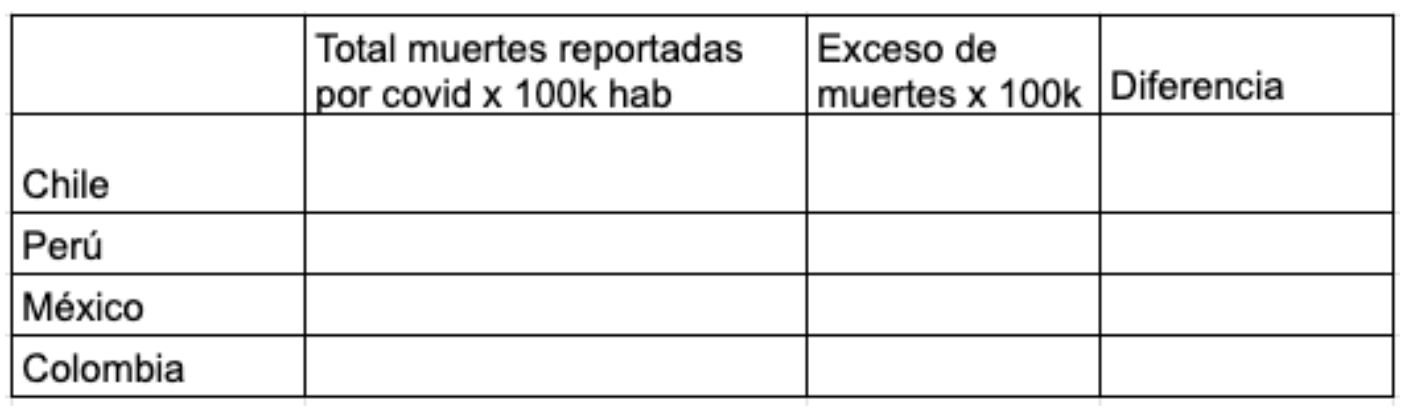 Total muertes reportadas
por covid x 100k hab
Exceso de
muertes x 100k
Diferencia
Chile
Perú
México
Colombia